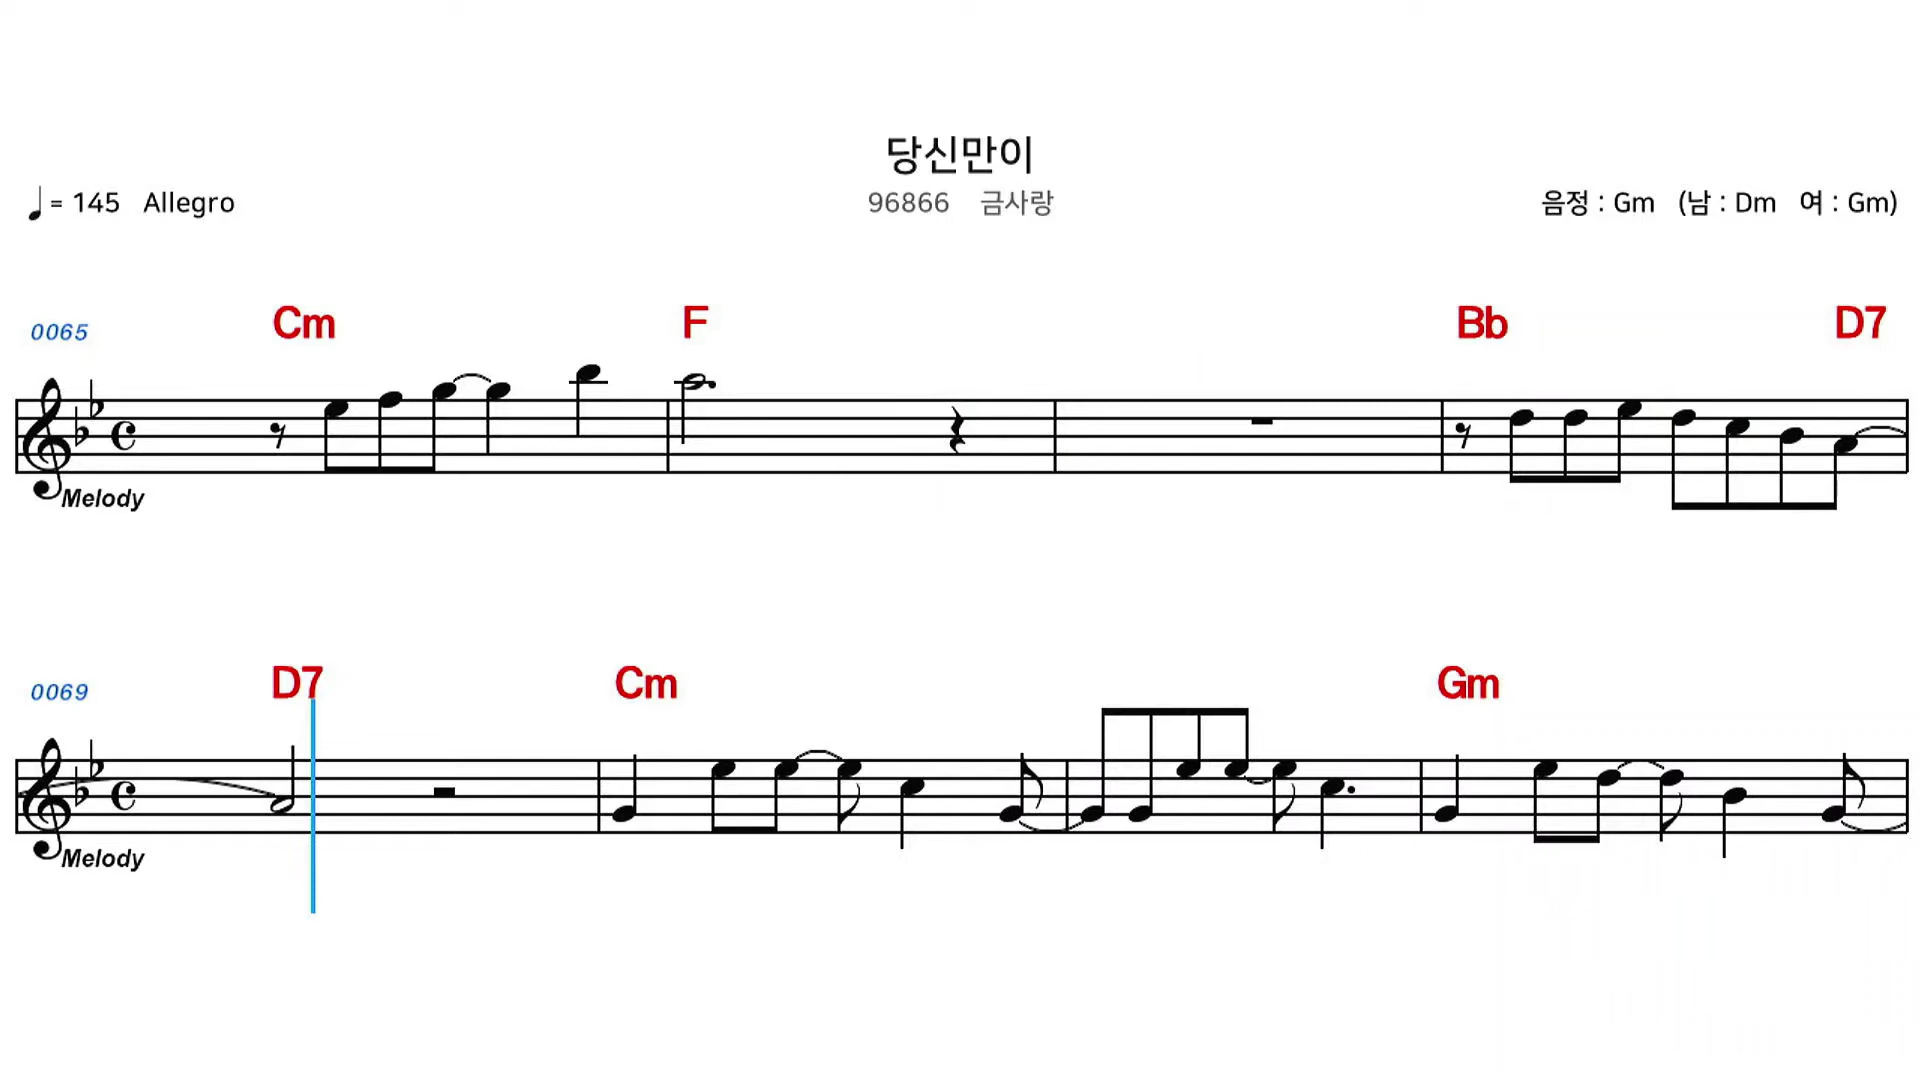 당신만이
♩= 145 Allegro 96866 금사랑 음정 : Gm (남 : Dm 여 : Gm)
0065 Cm F Bb D7
Melody
0069 D7 Cm Gm
Melody